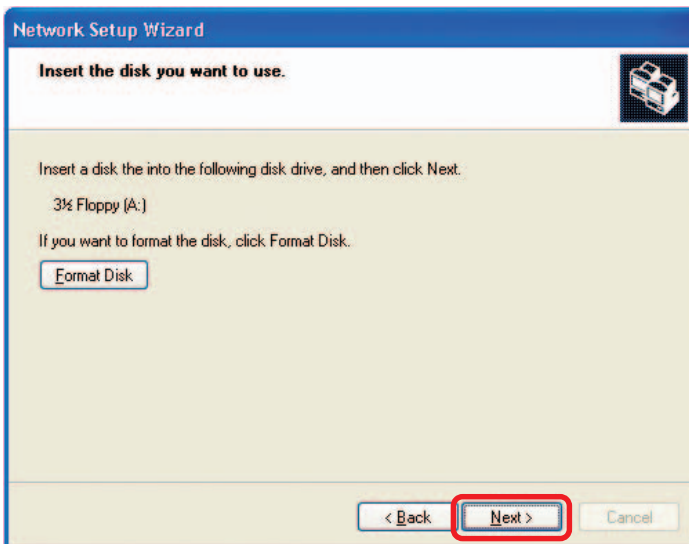 Network Setup Wizard
Insert the disk you want to use.
Insert a disk the into the following disk drive, and then click Next.
3½ Floppy (A:)
If you want to format the disk, click Format Disk.
Format Disk
< Back Next > Cancel